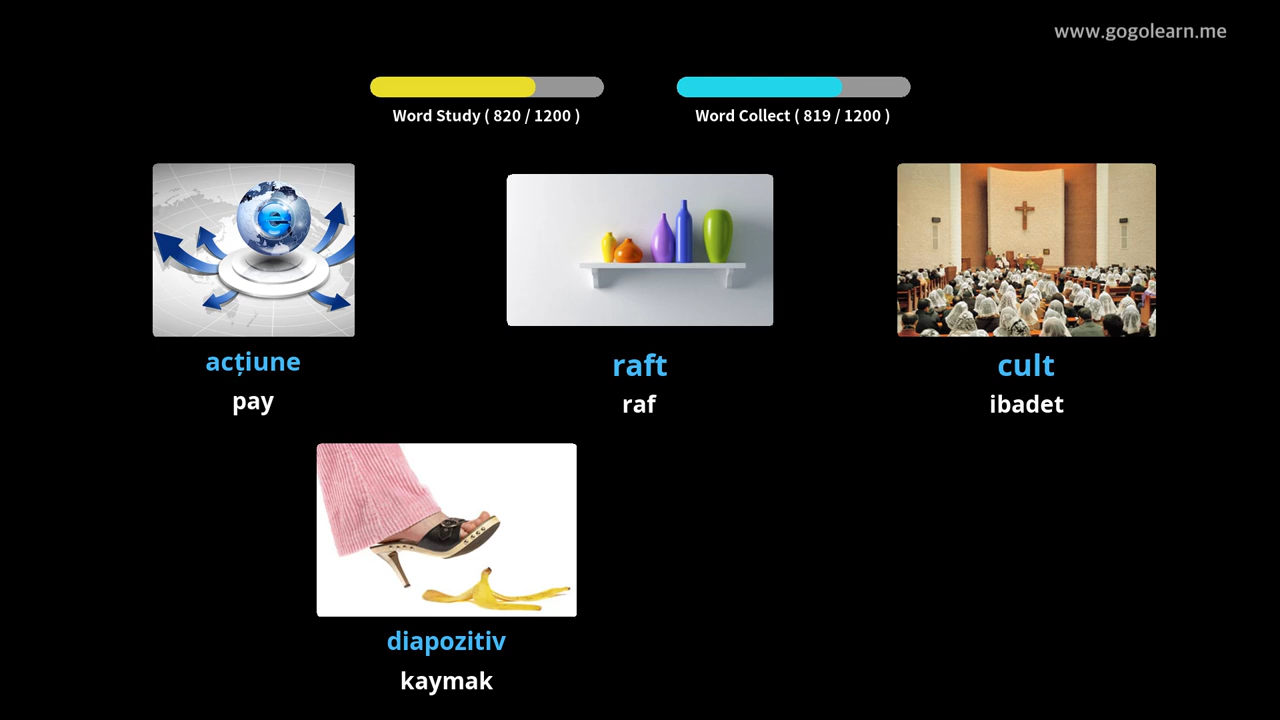 www.gogolearn.me
Word Study ( 820 / 1200 )
Word Collect ( 819 / 1200 )
acțiune
pay
raft
raf
cult
ibadet
diapozitiv
kaymak